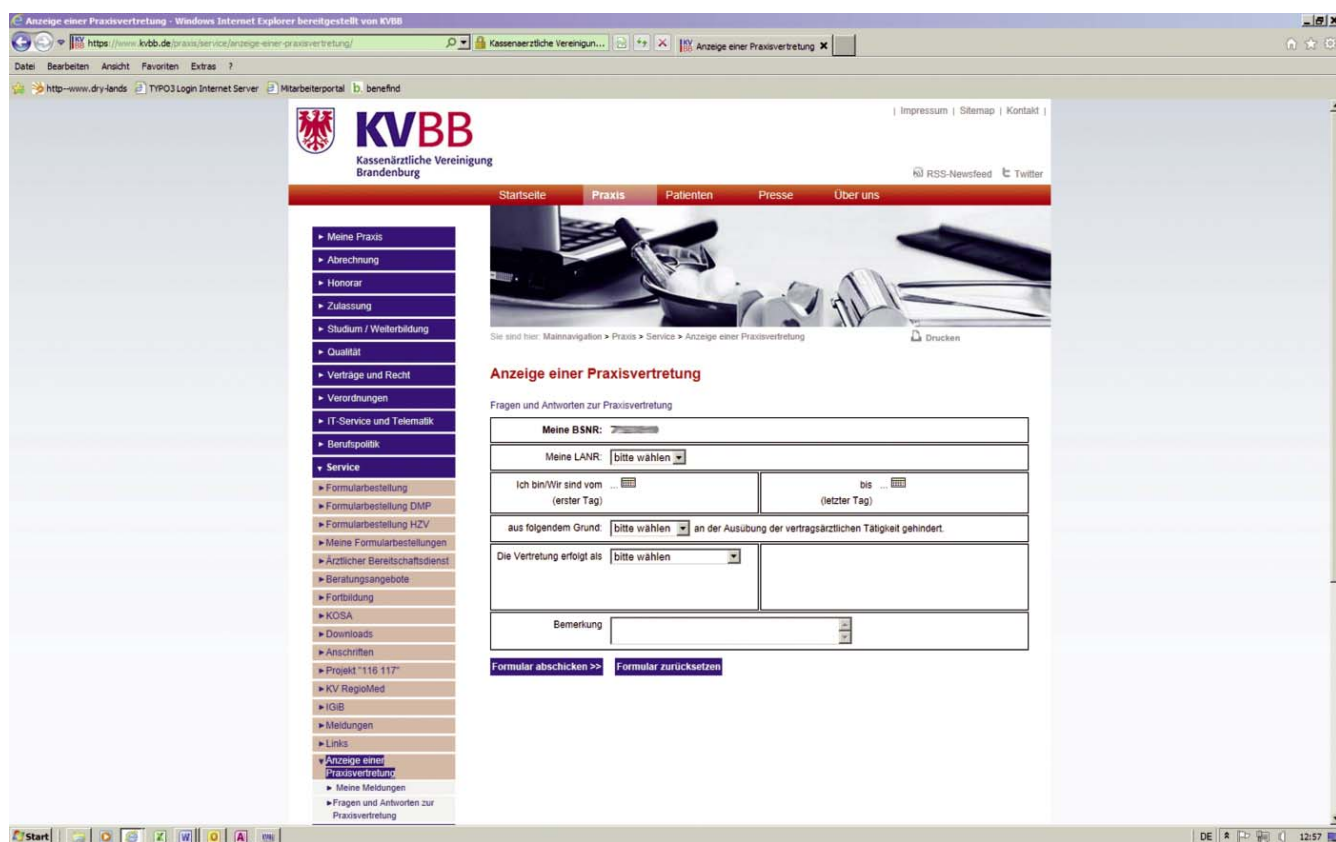 Anzeige einer Praxisvertretung - Windows Internet Explorer bereitgestellt von KVBB
https://www.kvbb.de/praxis/service/anzeige-einer-praxisvertretung/
Kassenaerztliche Vereinigun...
Anzeige einer Praxisvertretung
Datei Bearbeiten Ansicht Favoriten Extras ?
http--www.dry-lands TYPO3 Login Internet Server Mitarbeiterportal b. benefind
| Impressum | Sitemap | Kontakt |
KVBB
Kassenärztliche Vereinigung
Brandenburg
RSS-Newsfeed Twitter
Startseite Praxis Patienten Presse Über uns
Meine Praxis
Abrechnung
Honorar
Zulassung
Studium / Weiterbildung
Qualität
Verträge und Recht
Verordnungen
IT-Service und Telematik
Berufspolitik
Service
Formularbestellung
Formularbestellung DMP
Formularbestellung HZV
Meine Formularbestellungen
Ärztlicher Bereitschaftsdienst
Beratungsangebote
Fortbildung
KOSA
Downloads
Anschriften
Projekt "116 117"
KV RegioMed
IGiB
Meldungen
Links
Anzeige einer
Praxisvertretung
Meine Meldungen
Fragen und Antworten zur
Praxisvertretung
Sie sind hier: Mainnavigation > Praxis > Service > Anzeige einer Praxisvertretung
Drucken
Anzeige einer Praxisvertretung
Fragen und Antworten zur Praxisvertretung
Meine BSNR:
Meine LANR: bitte wählen
Ich bin/Wir sind vom ...
(erster Tag)
bis ...
(letzter Tag)
aus folgendem Grund: bitte wählen an der Ausübung der vertragsärztlichen Tätigkeit gehindert.
Die Vertretung erfolgt als bitte wählen
Bemerkung
Formular abschicken >> Formular zurücksetzen
Start
DE 12:57